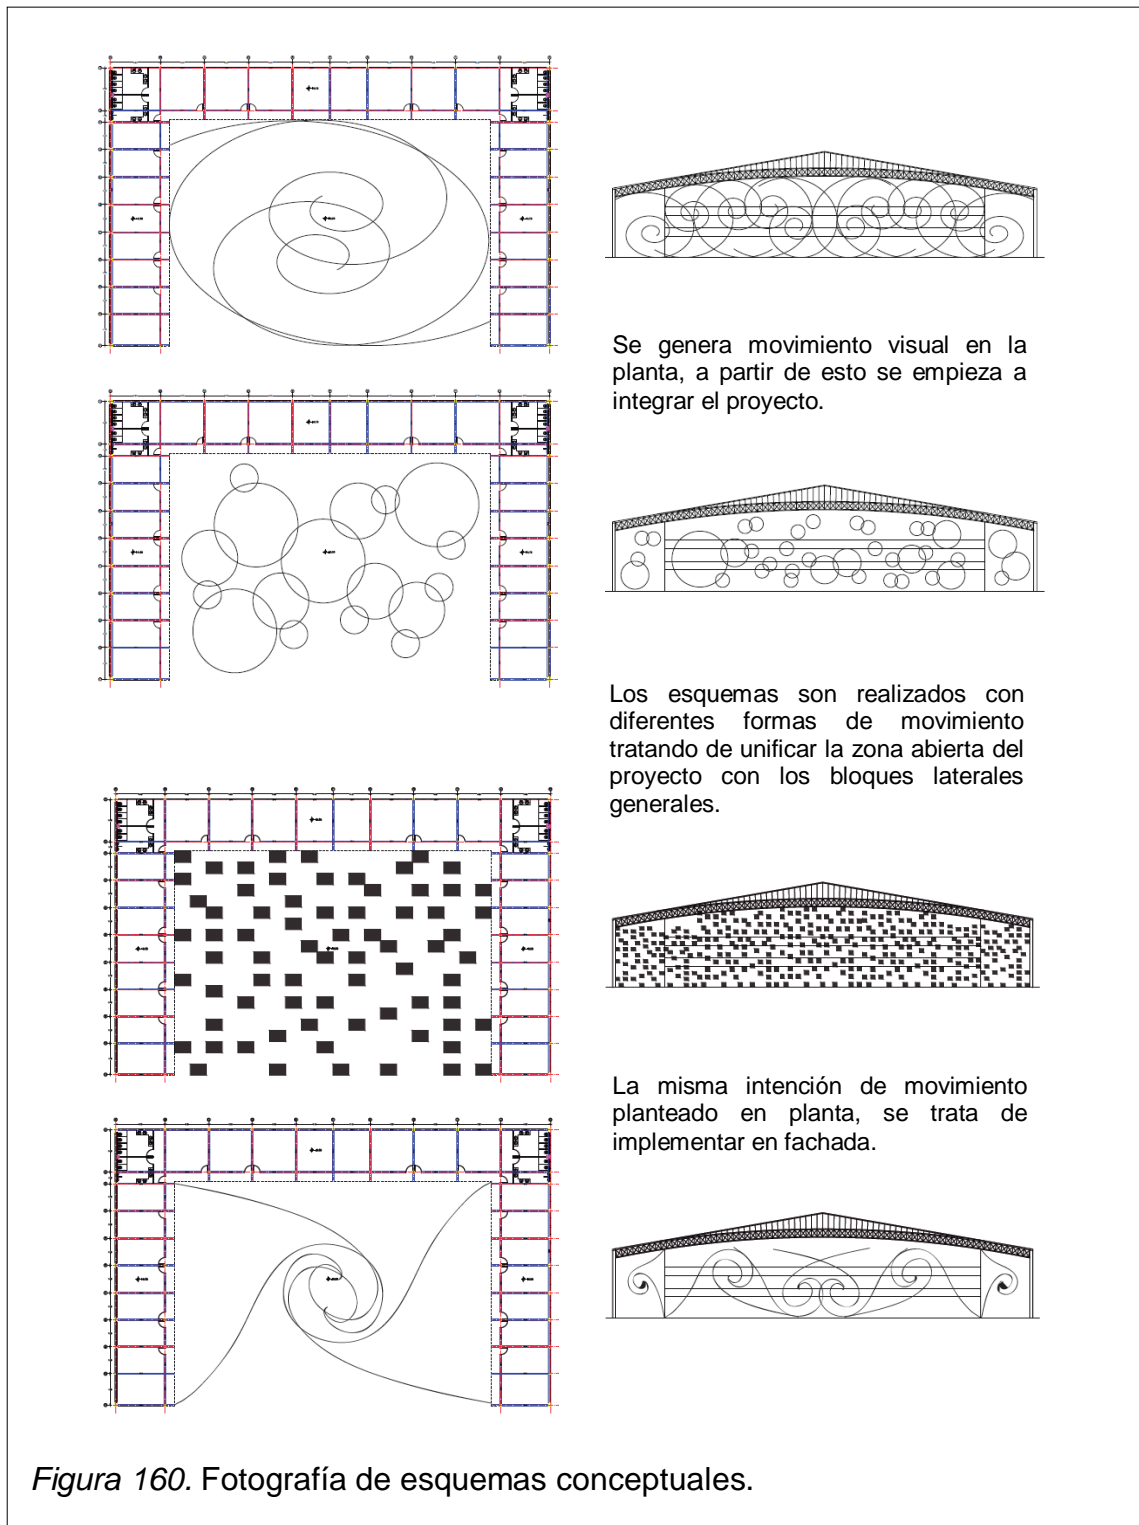 Se genera movimiento visual en la
planta, a partir de esto se empieza a
integrar el proyecto.
Los esquemas son realizados con
diferentes formas de movimiento
tratando de unificar la zona abierta del
proyecto con los bloques laterales
generales.
La misma intención de movimiento
planteado en planta, se trata de
implementar en fachada.
Figura 160. Fotografía de esquemas conceptuales.